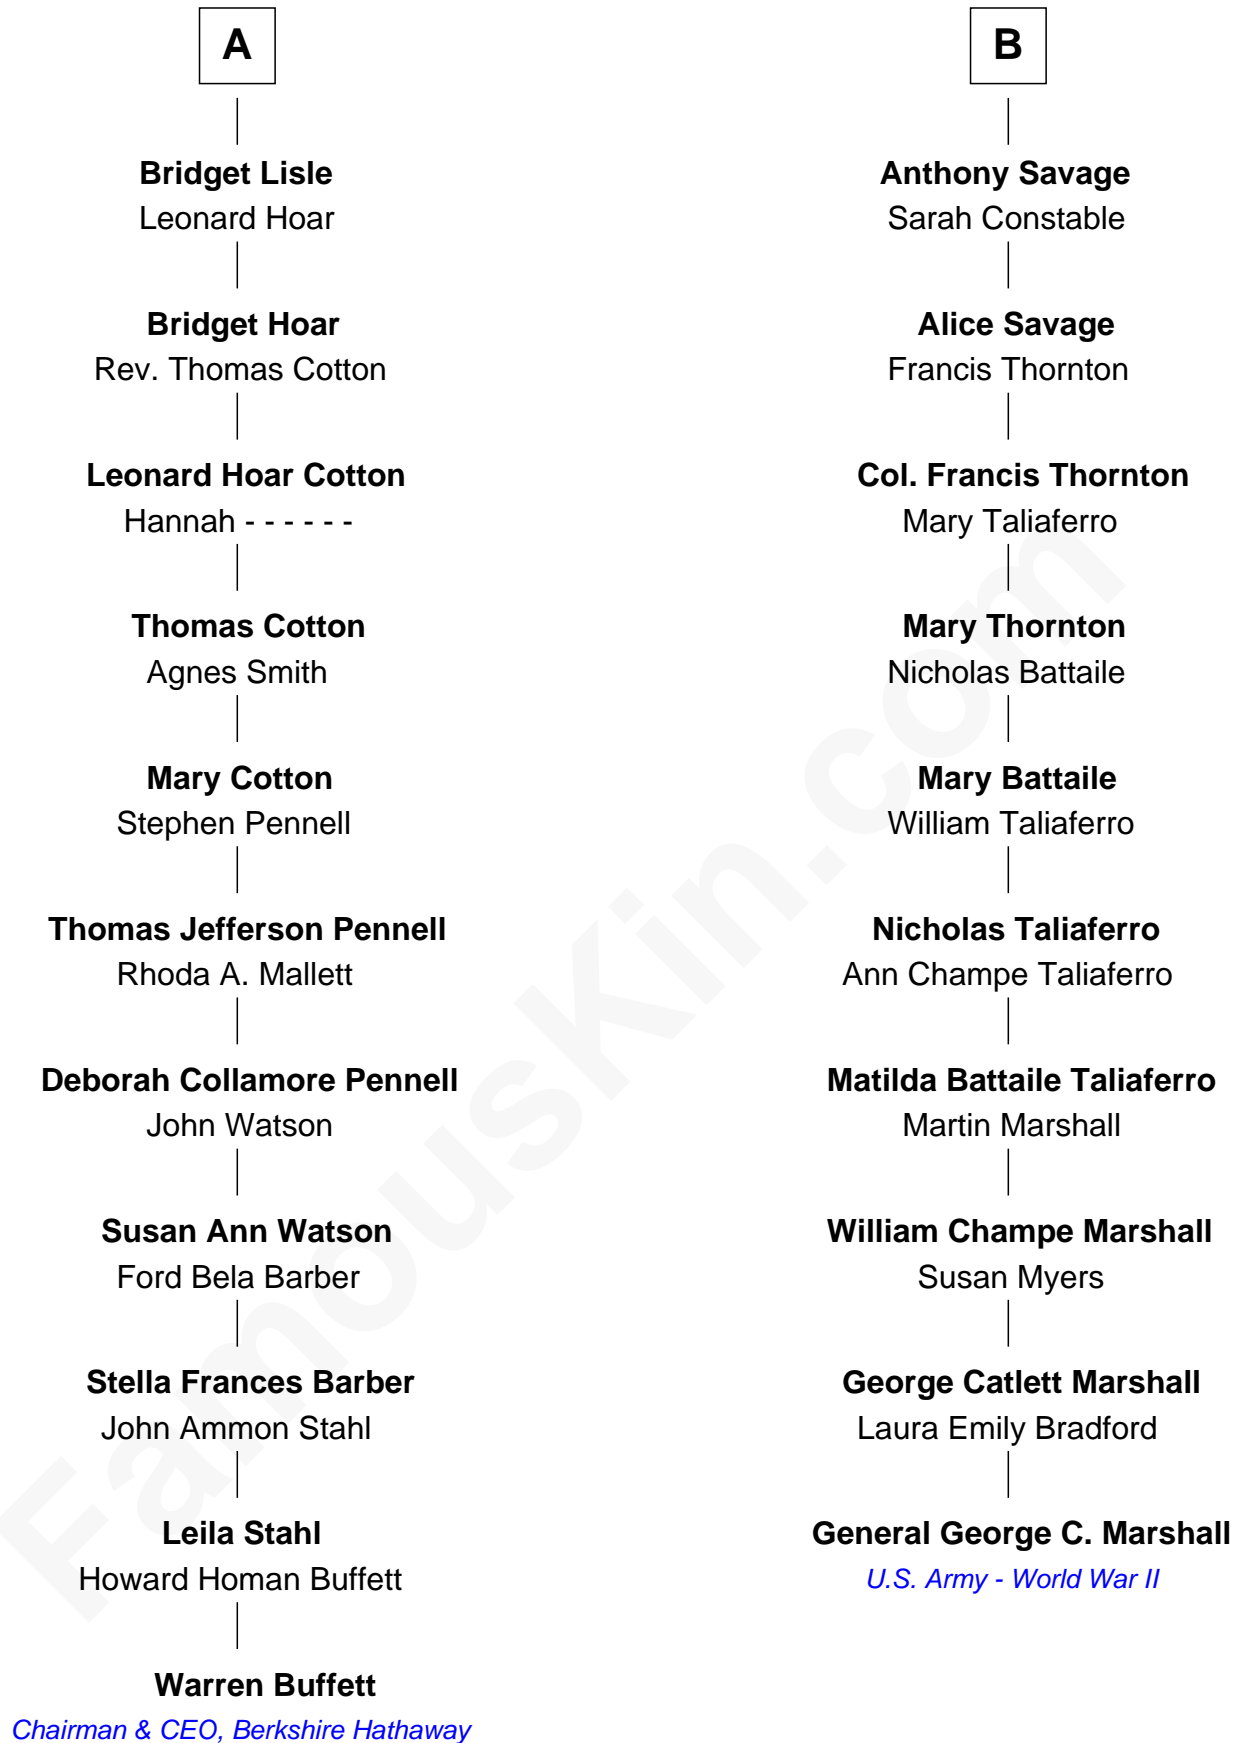 A
Bridget Lisle
Leonard Hoar
Bridget Hoar
Rev. Thomas Cotton
Leonard Hoar Cotton
Hannah - - - - - -
Thomas Cotton
Agnes Smith
Mary Cotton
Stephen Pennell
Thomas Jefferson Pennell
Rhoda A. Mallett
Deborah Collamore Pennell
John Watson
Susan Ann Watson
Ford Bela Barber
Stella Frances Barber
John Ammon Stahl
Leila Stahl
Howard Homan Buffett
Warren Buffett
Chairman & CEO, Berkshire Hathaway
B
Anthony Savage
Sarah Constable
Alice Savage
Francis Thornton
Col. Francis Thornton
Mary Taliaferro
Mary Thornton
Nicholas Battaile
Mary Battaile
William Taliaferro
Nicholas Taliaferro
Ann Champe Taliaferro
Matilda Battaile Taliaferro
Martin Marshall
William Champe Marshall
Susan Myers
George Catlett Marshall
Laura Emily Bradford
General George C. Marshall
U.S. Army - World War II
FamousKin.com